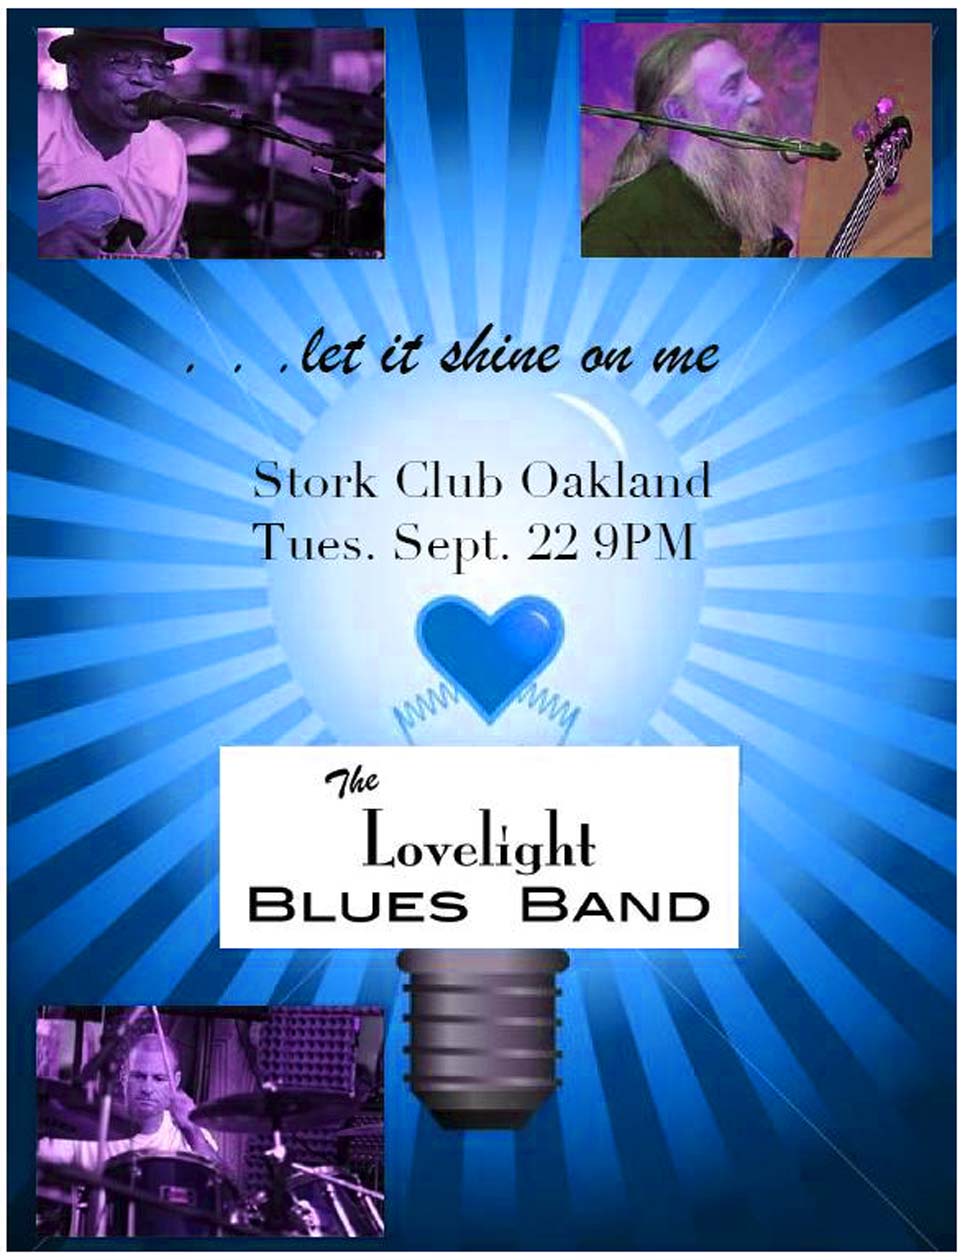 . . .let it shine on me
Stork Club Oakland
Tues. Sept. 22 9PM
The
Lovelight
BLUES BAND